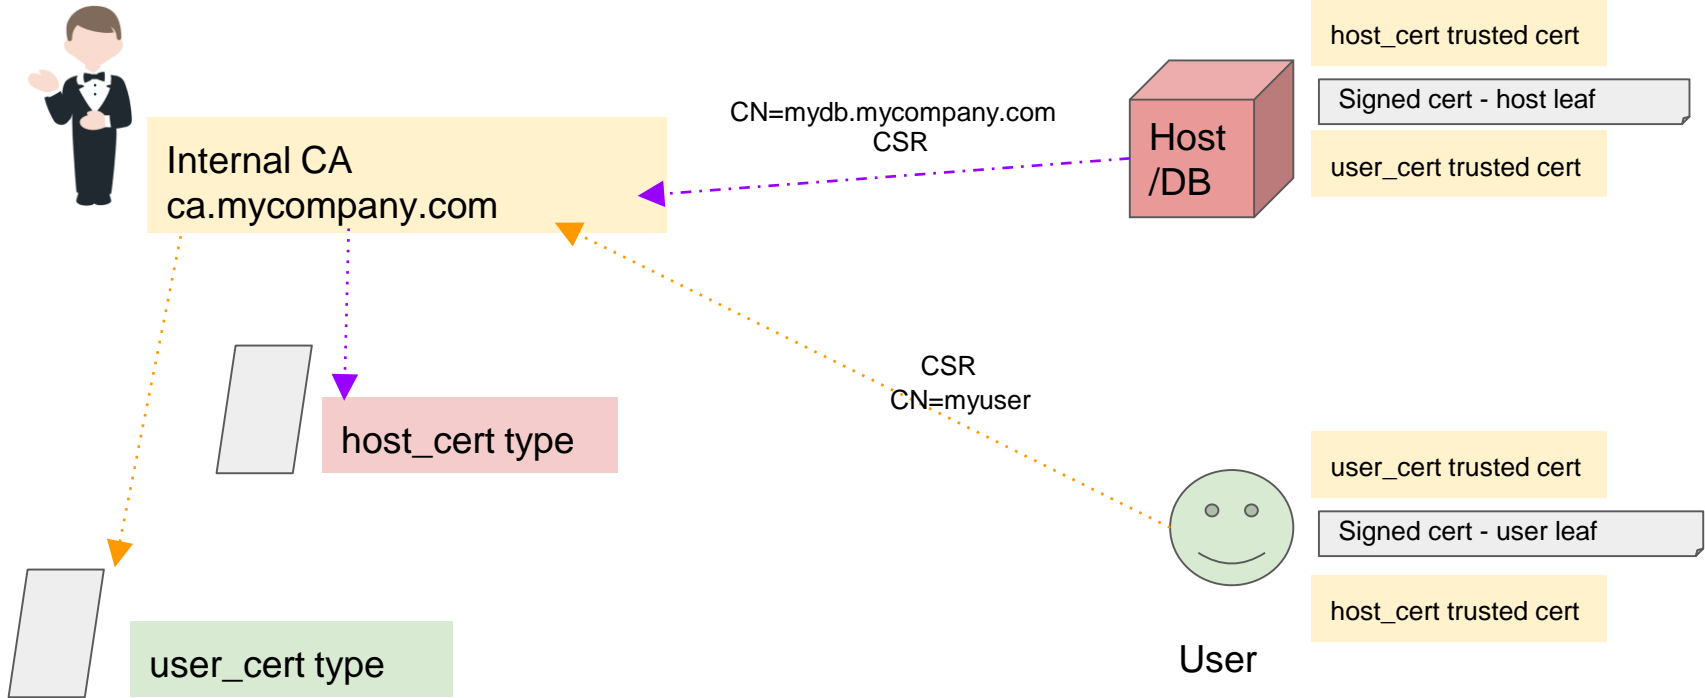 host_cert trusted cert
Signed cert - host leaf
user_cert trusted cert
CN=mydb.mycompany.com
CSR
Host
/DB
Internal CA
ca.mycompany.com
CSR
CN=myuser
host_cert type
user_cert trusted cert
Signed cert - user leaf
host_cert trusted cert
User
user_cert type